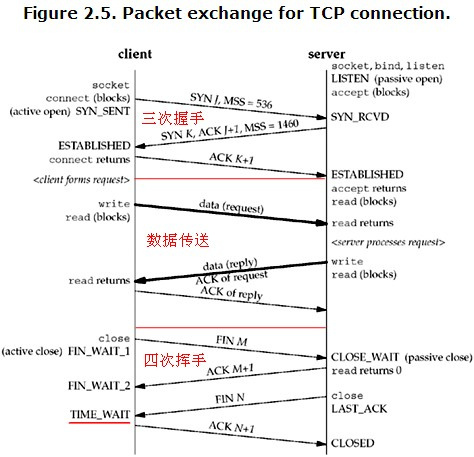 Figure 2.5. Packet exchange for TCP connection.
client
server
socket, bind, listen
LISTEN (passive open)
accept (blocks)
socket
connect (blocks)
(active open) SYN_SENT
SYN J, MSS = 536
三次握手
SYN_RCVD
SYN K, ACK J+1, MSS = 1460
ESTABLISHED
connect returns
ACK K+1
<client forms request>
ESTABLISHED
accept returns
read (blocks)
write
read (blocks)
data (request)
read returns
<server processes request>
数据传送
data (reply)
ACK of request
write
read (blocks)
read returns
ACK of reply
close
(active close) FIN_WAIT_1
FIN M
四次挥手
CLOSE_WAIT (passive close)
read returns 0
ACK M+1
FIN_WAIT_2
close
LAST_ACK
FIN N
TIME_WAIT
ACK N+1
CLOSED